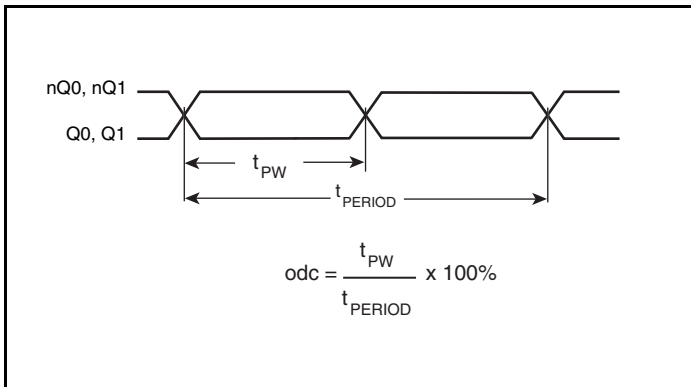 nQ0, nQ1
Q0, Q1
tPW
tPERIOD
odc = tPW / tPERIOD x 100%